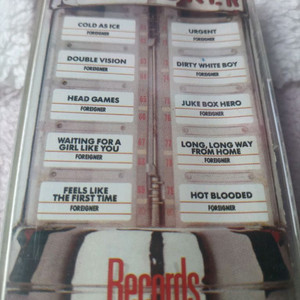 COLD AS ICE
FOREIGNER
DOUBLE VISION
FOREIGNER
HEAD GAMES
FOREIGNER
WAITING FOR A
GIRL LIKE YOU
FOREIGNER
FEELS LIKE
THE FIRST TIME
FOREIGNER
URGENT
FOREIGNER
DIRTY WHITE BOY
FOREIGNER
JUKE BOX HERO
FOREIGNER
LONG, LONG WAY
FROM HOME
FOREIGNER
HOT BLOODED
FOREIGNER
Records